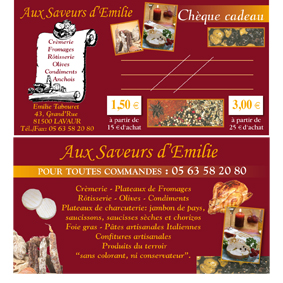 Aux Saveurs d'Emilie
Chèque cadeau
Crèmerie
Fromages
Rôtisserie
Olives
Condiments
Anchois
Emilie Tabouret
43, Grand'Rue
81500 LAVAUR
Tél./Fax: 05 63 58 20 80
1,50 €
à partir de
15 € d'achat
3,00 €
à partir de
25 € d'achat
Aux Saveurs d'Emilie
POUR TOUTES COMMANDES : 05 63 58 20 80
Crèmerie - Plateaux de Fromages
Rôtisserie - Olives - Condiments
Plateaux de charcuterie: jambon de pays,
saucissons, saucisses sèches et chorizos
Foie gras - Pâtes artisanales Italiennes
Confitures artisanales
Produits du terroir
"sans colorant, ni conservateur".